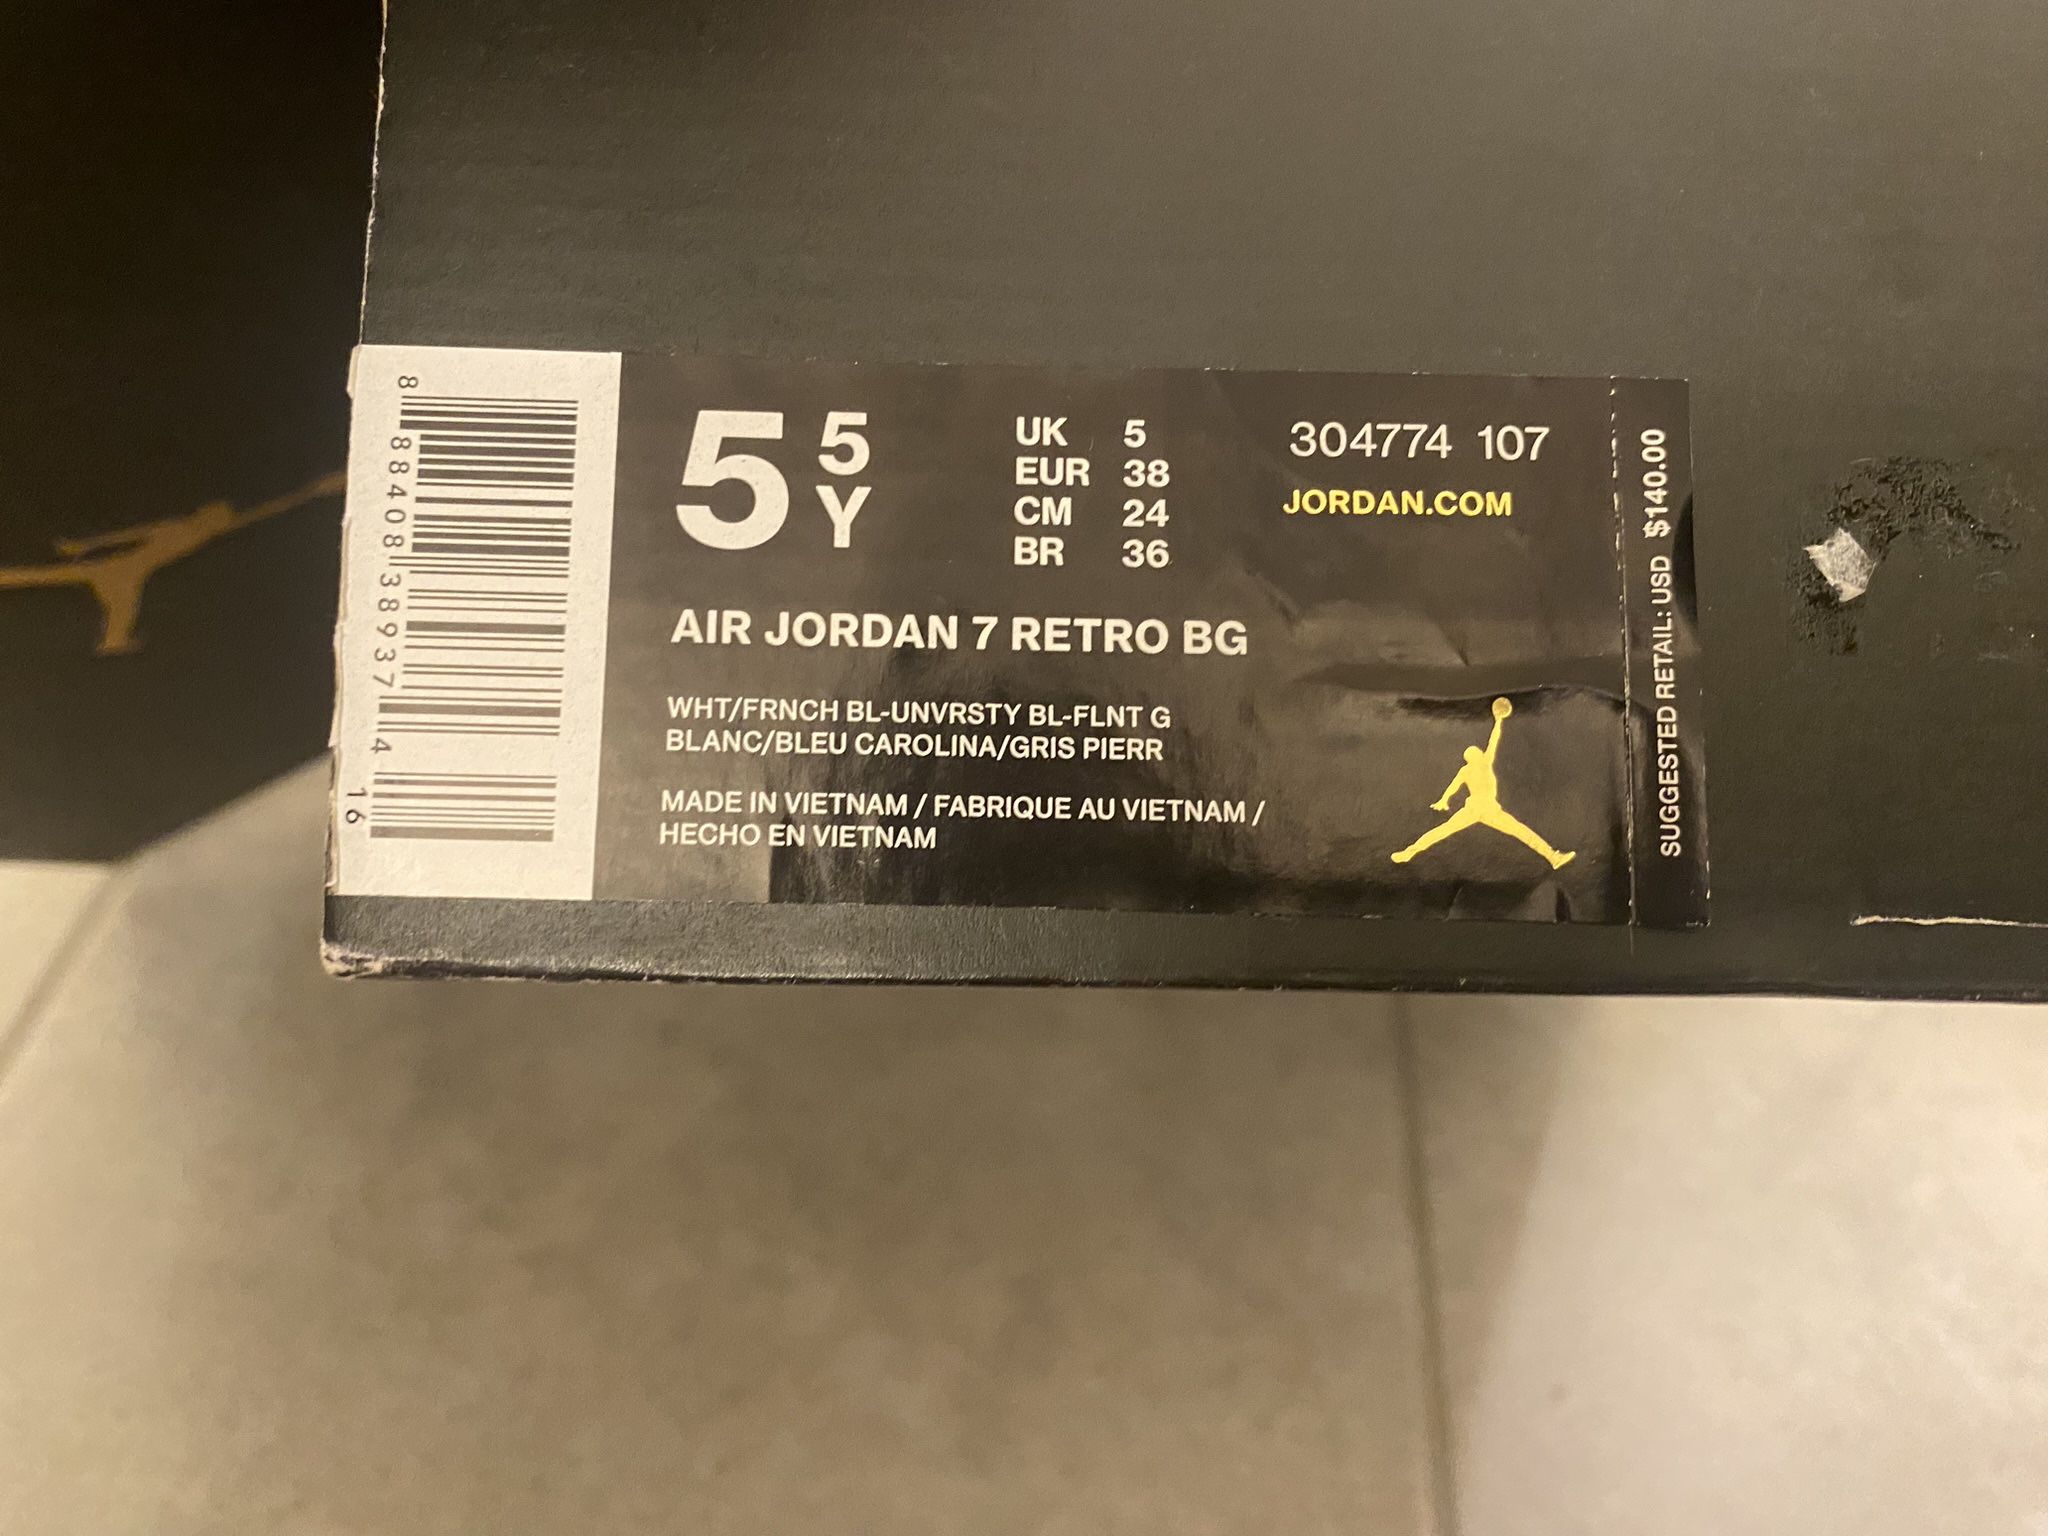 8 88408 38937 4
16
5 5 Y
UK 5
EUR 38
CM 24
BR 36
304774 107
JORDAN.COM
AIR JORDAN 7 RETRO BG
WHT/FRNCH BL-UNVRSTY BL-FLNT G
BLANC/BLEU CAROLINA/GRIS PIERR
MADE IN VIETNAM / FABRIQUE AU VIETNAM /
HECHO EN VIETNAM
SUGGESTED RETAIL: USD $140.00